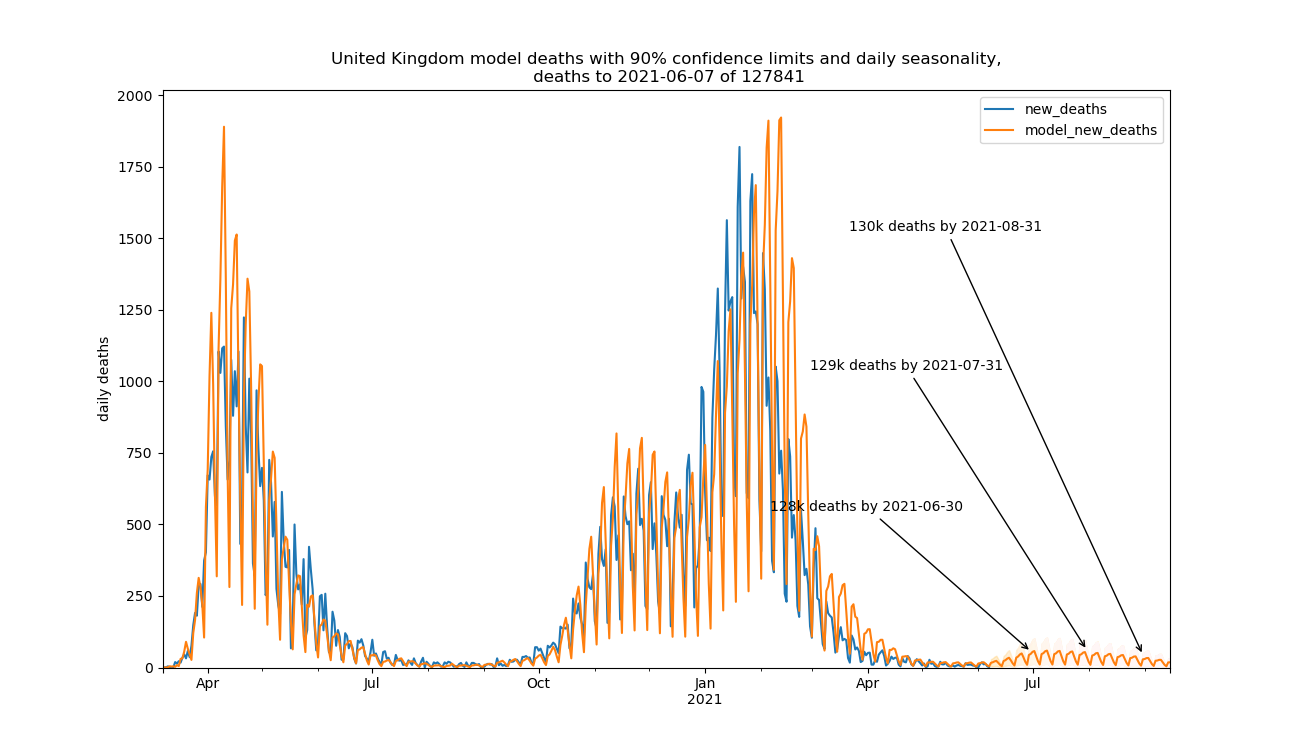 United Kingdom model deaths with 90% confidence limits and daily seasonality,
deaths to 2021-06-07 of 127841
new_deaths
model_new_deaths
daily deaths
2000
1750
1500
1250
1000
750
500
250
0
130k deaths by 2021-08-31
129k deaths by 2021-07-31
128k deaths by 2021-06-30
Apr
Jul
Oct
Jan
2021
Apr
Jul